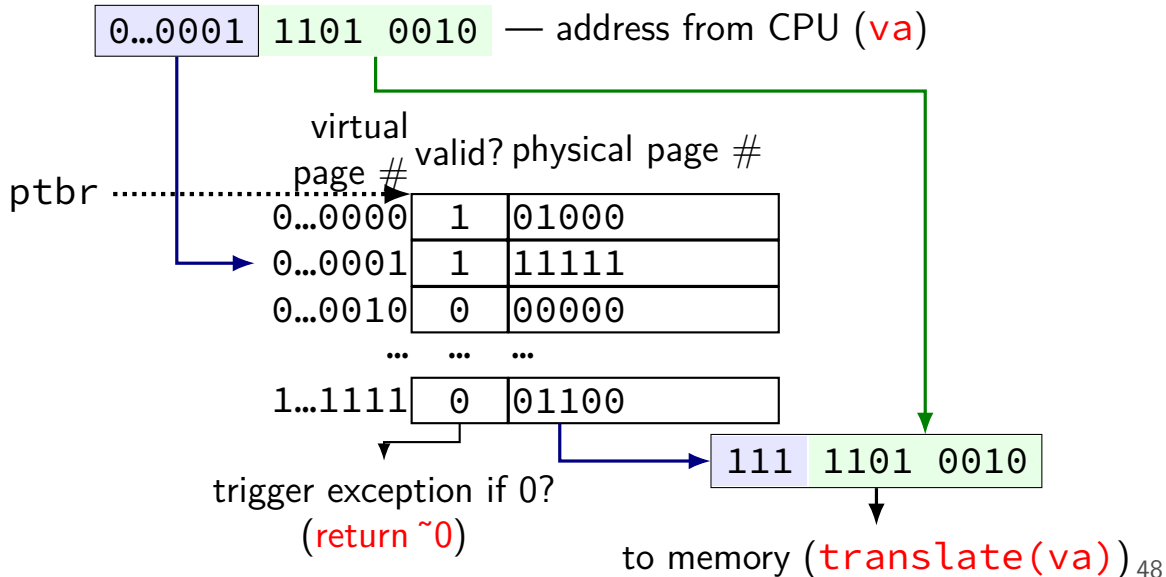 0…0001 1101 0010 — address from CPU (va)
virtual
page # valid? physical page #
ptbr
0…0000 1 01000
0…0001 1 11111
0…0010 0 00000
… … …
1…1111 0 01100
111 1101 0010
trigger exception if 0?
(return ~0)
to memory (translate(va))
48